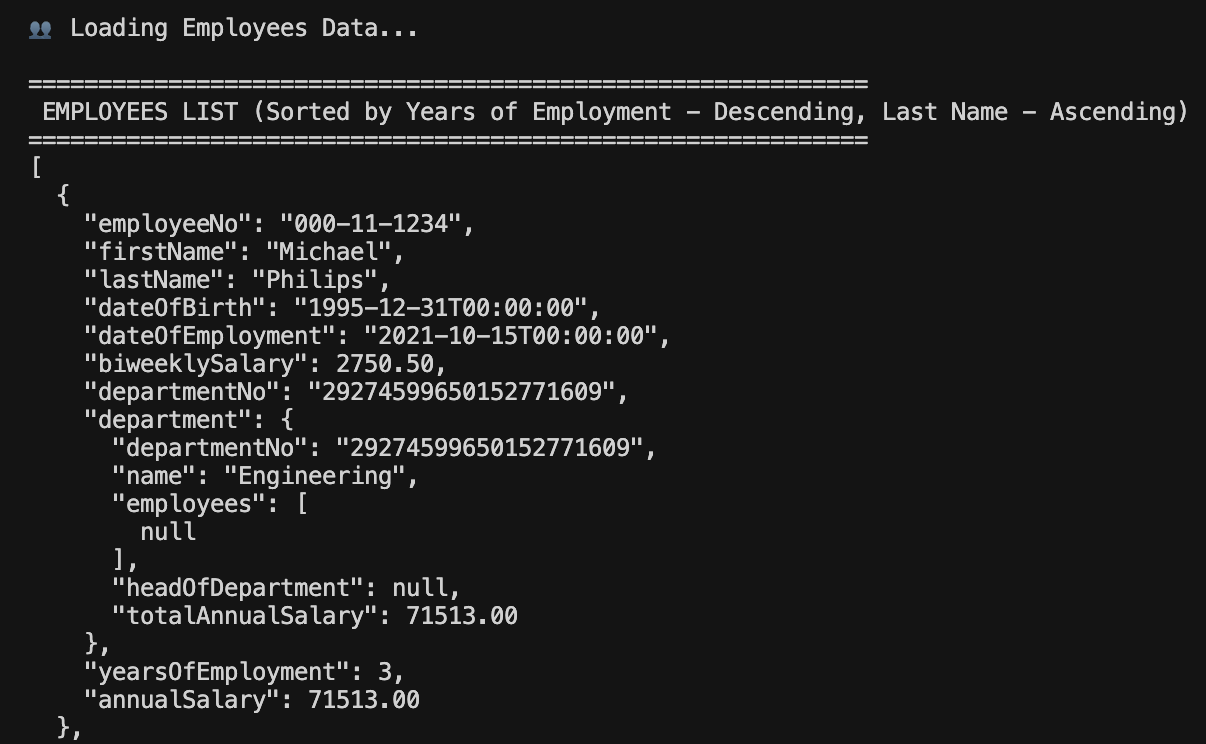 👥 Loading Employees Data...
============================================================
 EMPLOYEES LIST (Sorted by Years of Employment - Descending, Last Name - Ascending)
============================================================
[
  {
    "employeeNo": "000-11-1234",
    "firstName": "Michael",
    "lastName": "Philips",
    "dateOfBirth": "1995-12-31T00:00:00",
    "dateOfEmployment": "2021-10-15T00:00:00",
    "biweeklySalary": 2750.50,
    "departmentNo": "29274599650152771609",
    "department": {
      "departmentNo": "29274599650152771609",
      "name": "Engineering",
      "employees": [
        null
      ],
      "headOfDepartment": null,
      "totalAnnualSalary": 71513.00
    },
    "yearsOfEmployment": 3,
    "annualSalary": 71513.00
  },